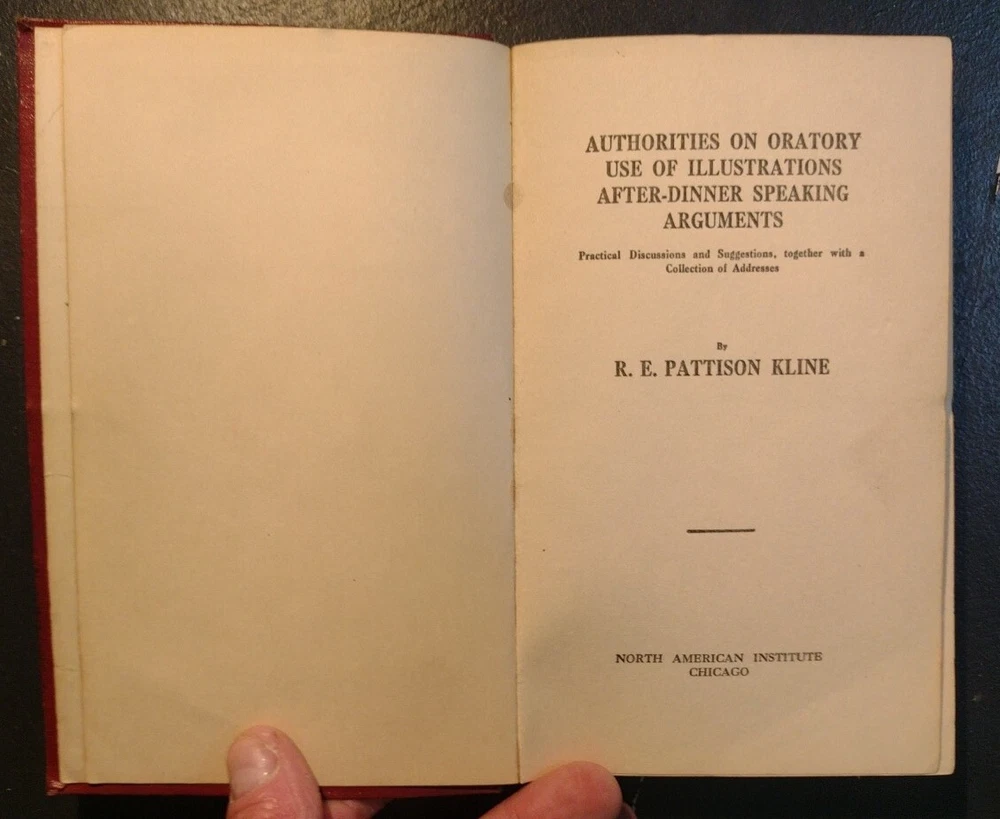 AUTHORITIES ON ORATORY
USE OF ILLUSTRATIONS
AFTER-DINNER SPEAKING
ARGUMENTS
Practical Discussions and Suggestions, together with a
Collection of Addresses
By
R. E. PATTISON KLINE
NORTH AMERICAN INSTITUTE
CHICAGO